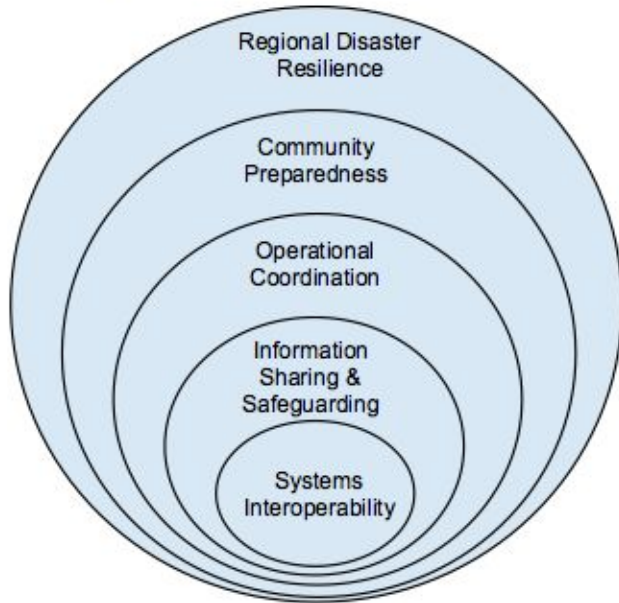 Regional Disaster
Resilience
Community
Preparedness
Operational
Coordination
Information
Sharing &
Safeguarding
Systems
Interoperability